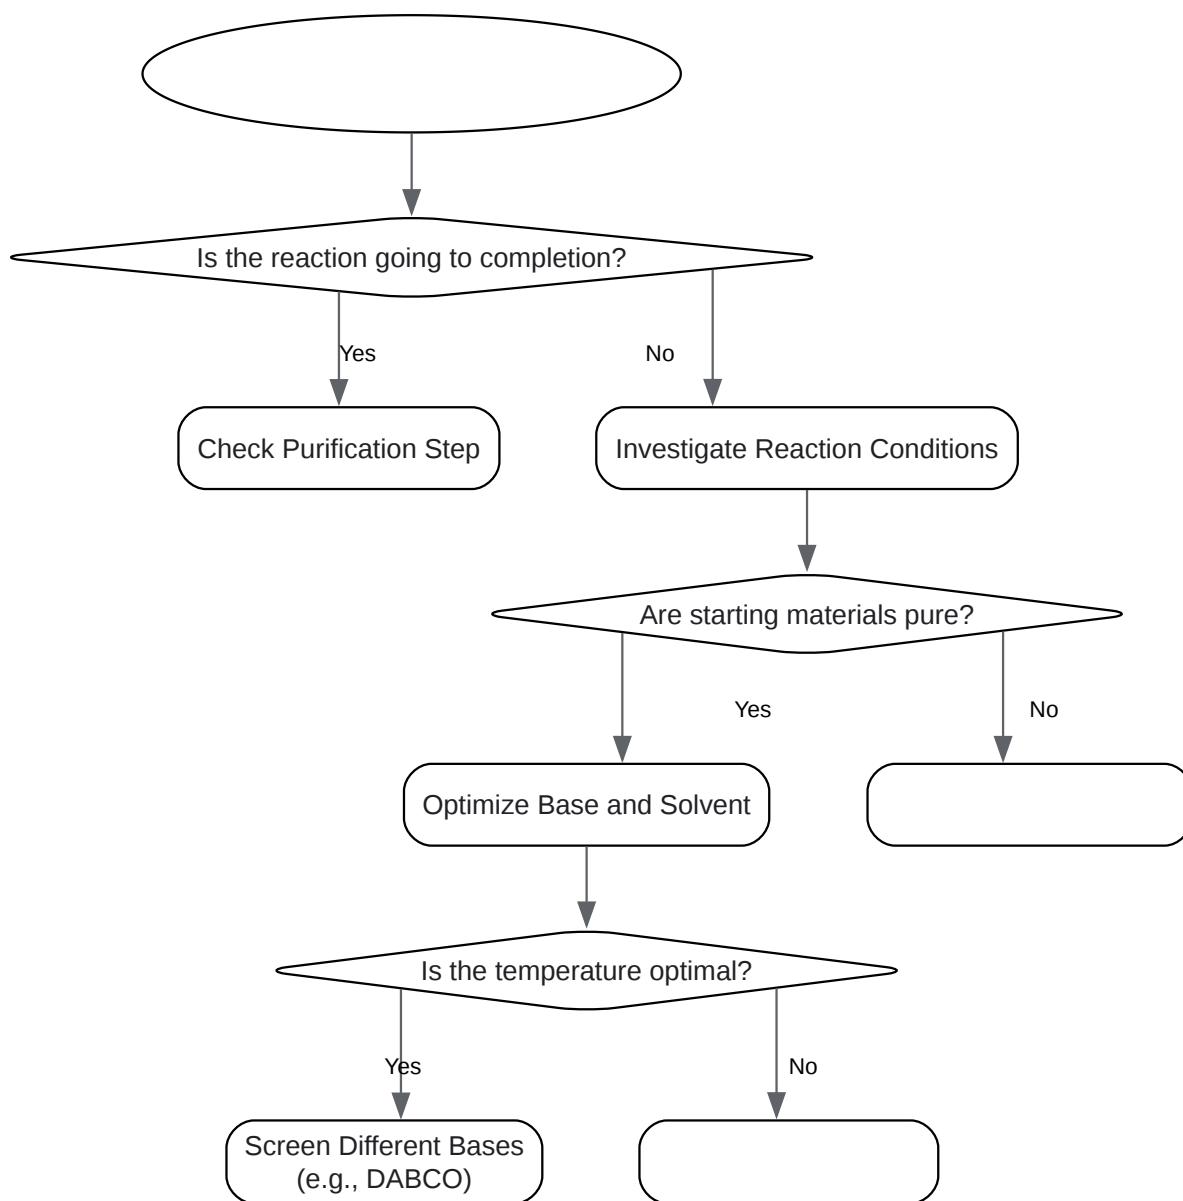 Is the reaction going to completion?
Yes
No
Check Purification Step
Investigate Reaction Conditions
Are starting materials pure?
Yes
No
Optimize Base and Solvent
Is the temperature optimal?
Yes
No
Screen Different Bases
(e.g., DABCO)